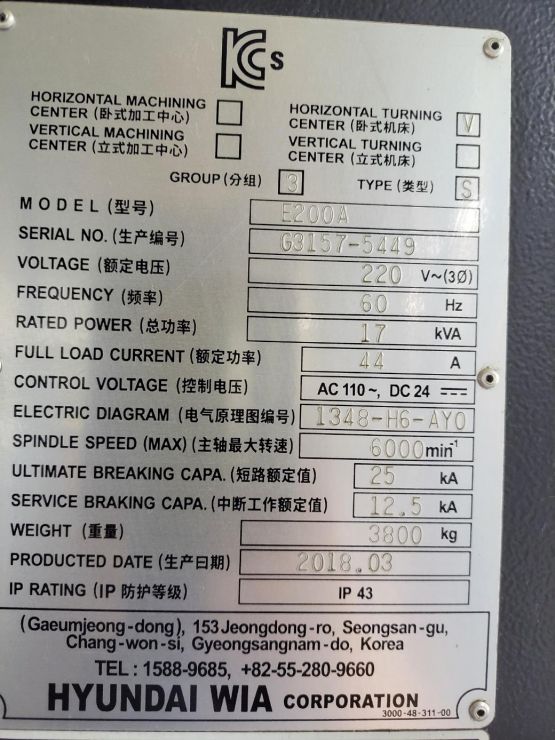 KCs
HORIZONTAL MACHINING
CENTER (卧式加工中心)
HORIZONTAL TURNING
CENTER (卧式机床) V
VERTICAL MACHINING
CENTER (立式加工中心)
VERTICAL TURNING
CENTER (立式机床)
GROUP (分组) 3 TYPE (类型) S
MODEL (型号) E200A
SERIAL NO. (生产编号) G3157-5449
VOLTAGE (额定电压) 220 V~(3Ø)
FREQUENCY (频率) 60 Hz
RATED POWER (总功率) 17 kVA
FULL LOAD CURRENT (额定功率) 44 A
CONTROL VOLTAGE (控制电压) AC 110 ~, DC 24 ⎓
ELECTRIC DIAGRAM (电气原理图编号) 1348-H6-AY0
SPINDLE SPEED (MAX) (主轴最大转速) 6000 min⁻¹
ULTIMATE BREAKING CAPA. (短路额定值) 25 kA
SERVICE BRAKING CAPA. (中断工作额定值) 12.5 kA
WEIGHT (重量) 3800 kg
PRODUCTED DATE (生产日期) 2018.03
IP RATING (IP 防护等级) IP 43
(Gaeumjeong-dong), 153 Jeongdong-ro, Seongsan-gu,
Chang-won-si, Gyeongsangnam-do, Korea
TEL : 1588-9685, +82-55-280-9660
HYUNDAI WIA CORPORATION
3000-48-311-00